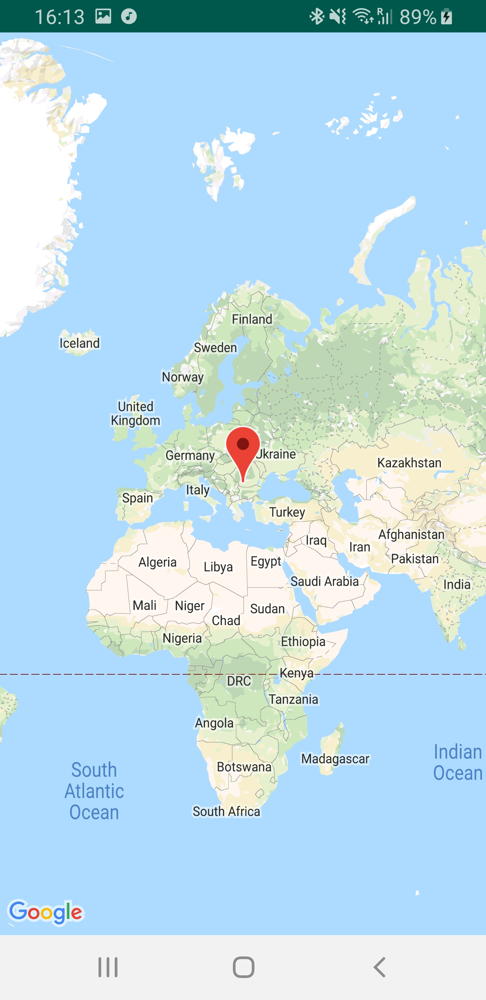 16:13
R
89%
Finland
Iceland
Sweden
Norway
United
Kingdom
Germany
Ukraine
Kazakhstan
Italy
Spain
Turkey
Afghanistan
Iraq
Iran
Pakistan
Algeria
Libya
Egypt
Saudi Arabia
India
Mali
Niger
Sudan
Chad
Nigeria
Ethiopia
Kenya
DRC
Tanzania
Angola
Madagascar
Indian
Ocean
Botswana
South
Atlantic
Ocean
South Africa
Google